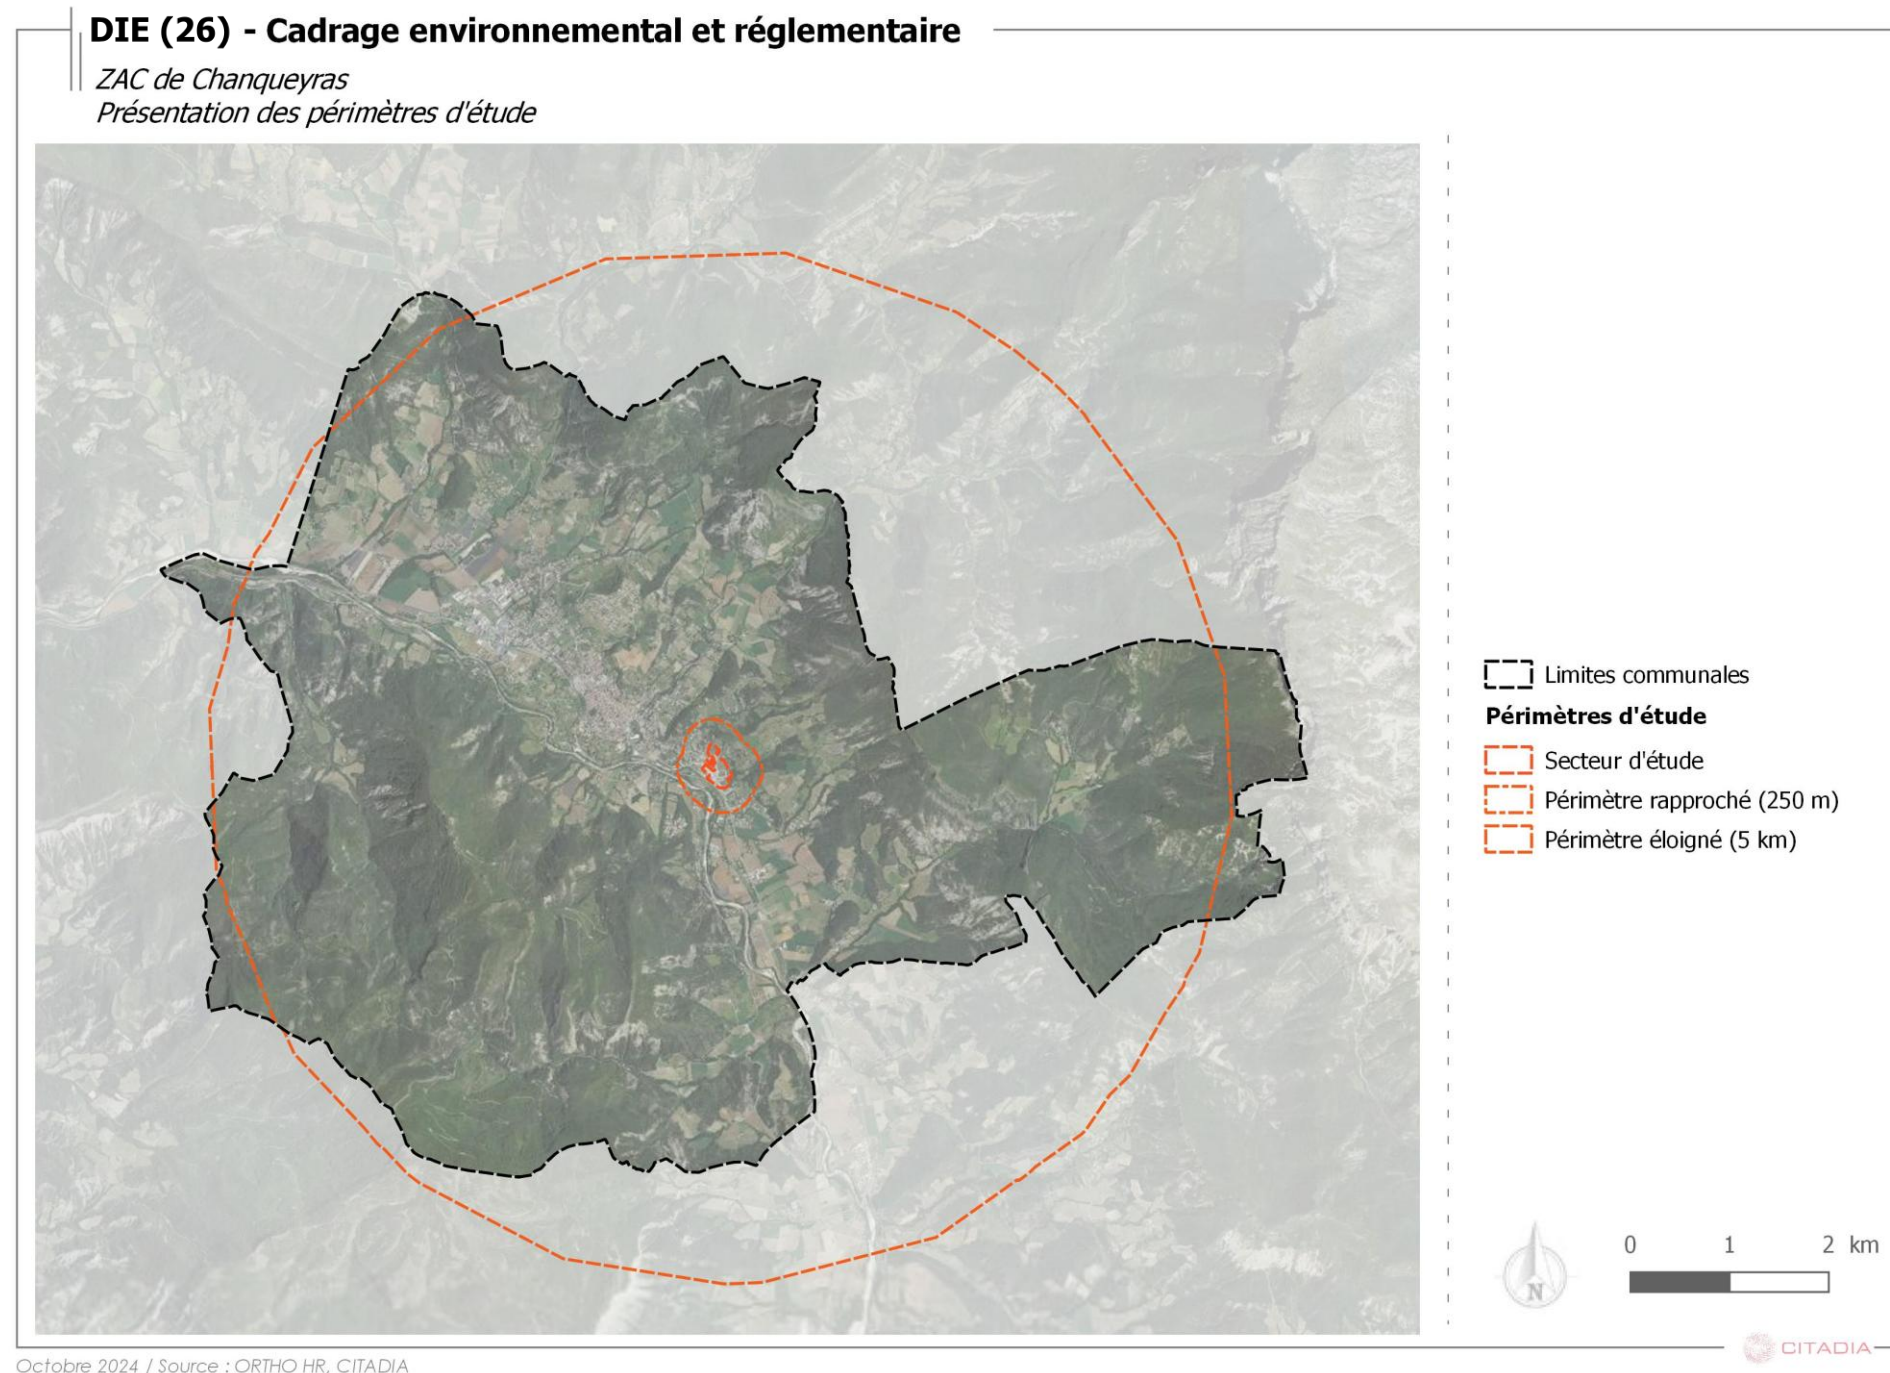 DIE (26) - Cadrage environnemental et réglementaire
ZAC de Chanqueyras
Présentation des périmètres d'étude
Limites communales
Périmètres d'étude
Secteur d'étude
Périmètre rapproché (250 m)
Périmètre éloigné (5 km)
0 1 2 km
N
CITADIA
Octobre 2024 / Source : ORTHO HR, CITADIA